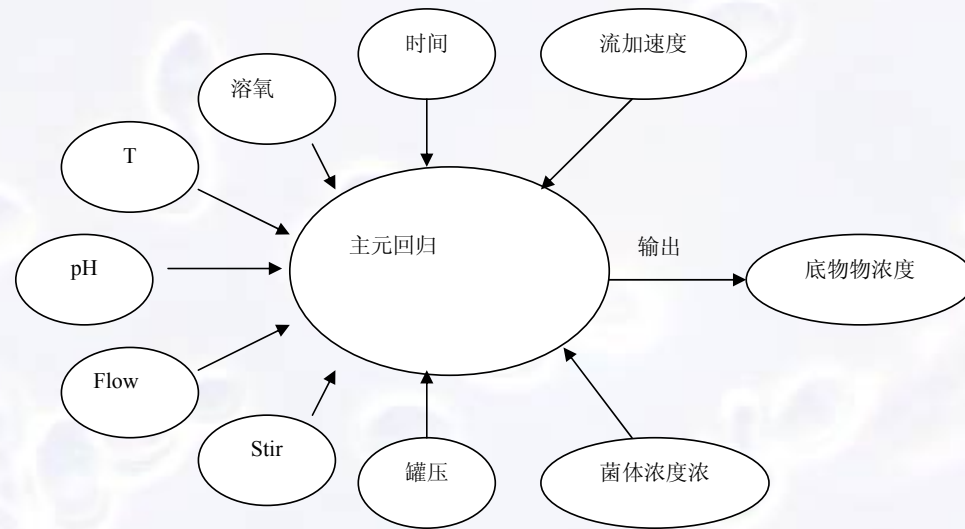 时间
流加速度
溶氧
T
主元回归
输出
pH
底物物浓度
Flow
Stir
罐压
菌体浓度浓